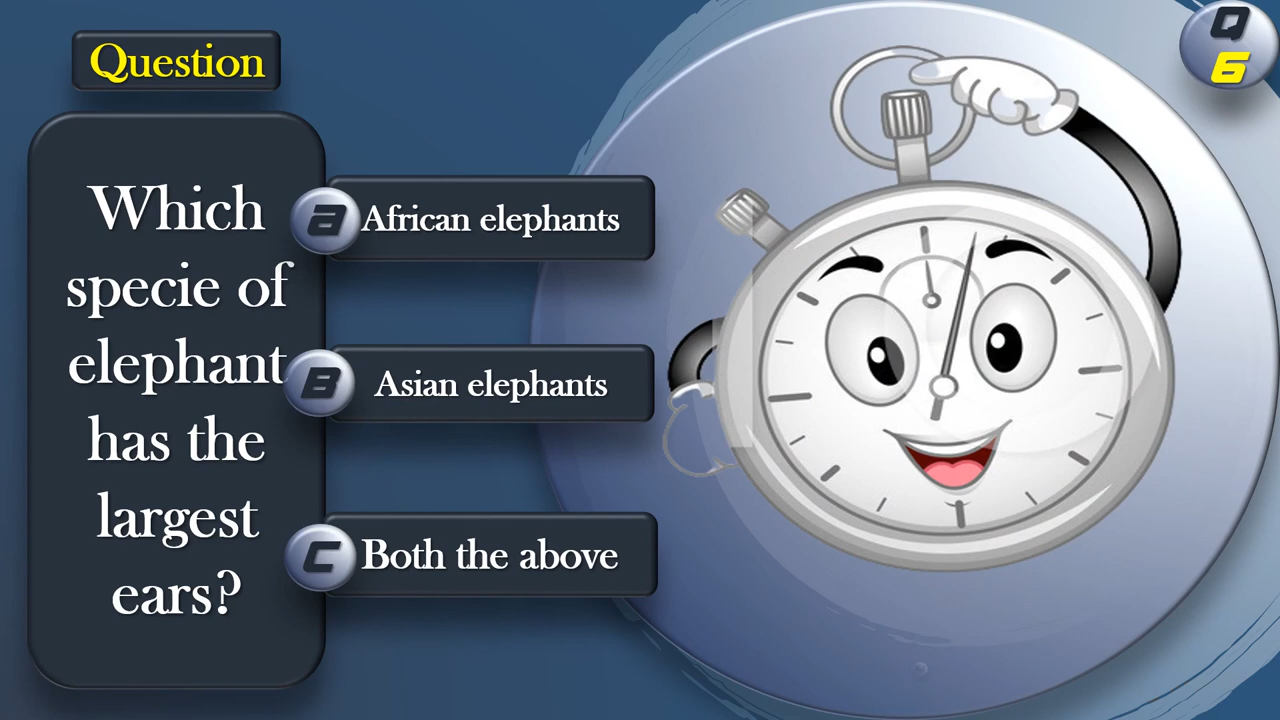 Question
Q
6
Which
specie of
elephant
has the
largest
ears?
a African elephants
B Asian elephants
C Both the above